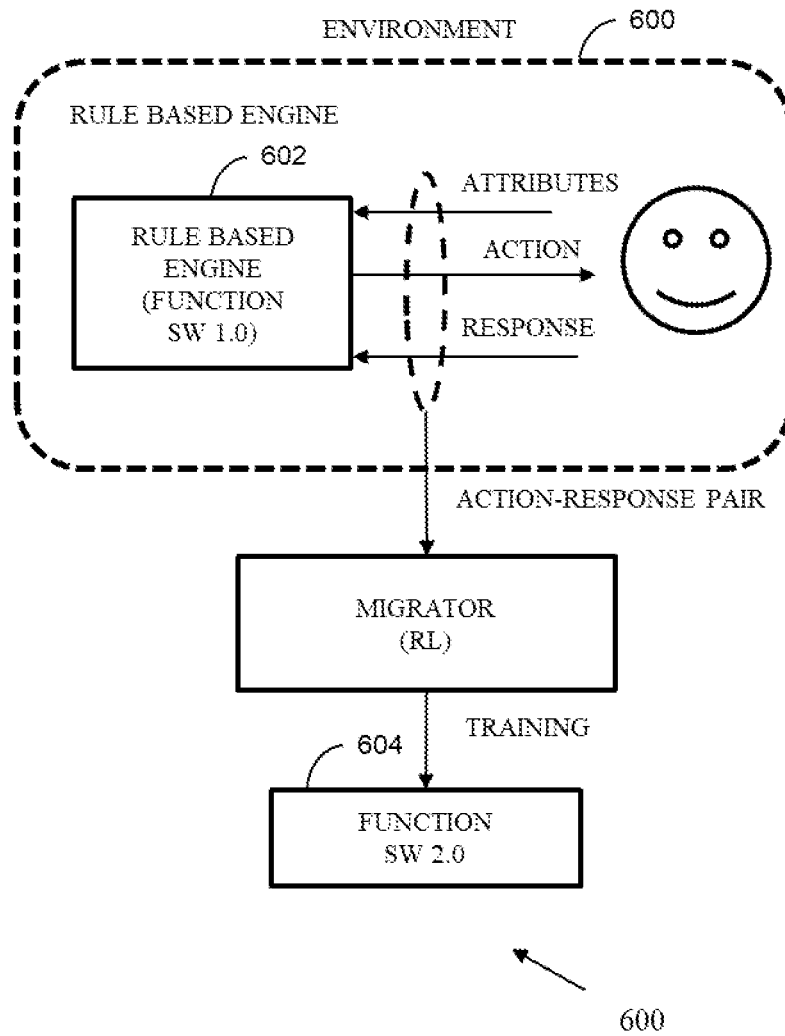 ENVIRONMENT
600
RULE BASED ENGINE
602
RULE BASED
ENGINE
(FUNCTION
SW 1.0)
ATTRIBUTES
ACTION
RESPONSE
ACTION-RESPONSE PAIR
MIGRATOR
(RL)
TRAINING
604
FUNCTION
SW 2.0
600